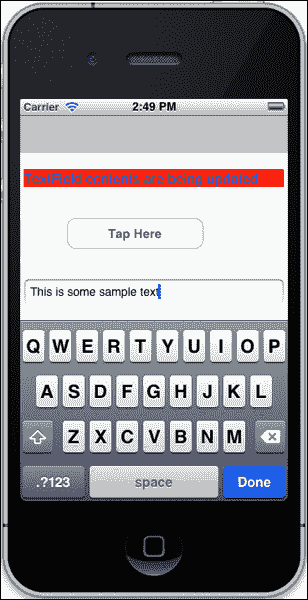 Carrier 2:49 PM
TextField contents are being updated
Tap Here
This is some sample text
Q W E R T Y U I O P
A S D F G H J K L
Z X C V B N M
.?123 space Done